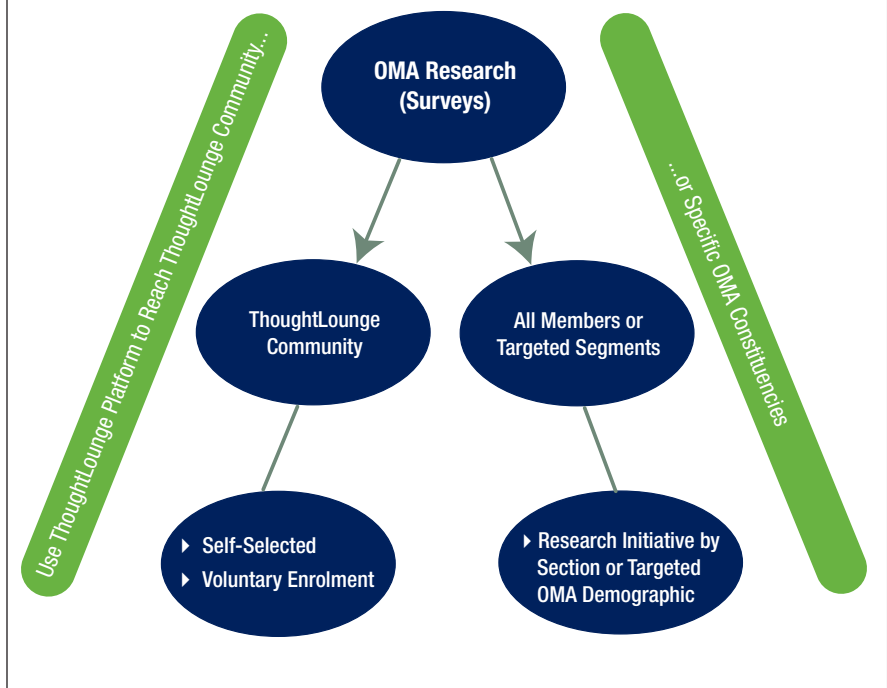 Use ThoughtLounge Platform to Reach ThoughtLounge Community...
OMA Research
(Surveys)
...or Specific OMA Constituencies
ThoughtLounge
Community
All Members or
Targeted Segments
Self-Selected
Voluntary Enrolment
Research Initiative by
Section or Targeted
OMA Demographic